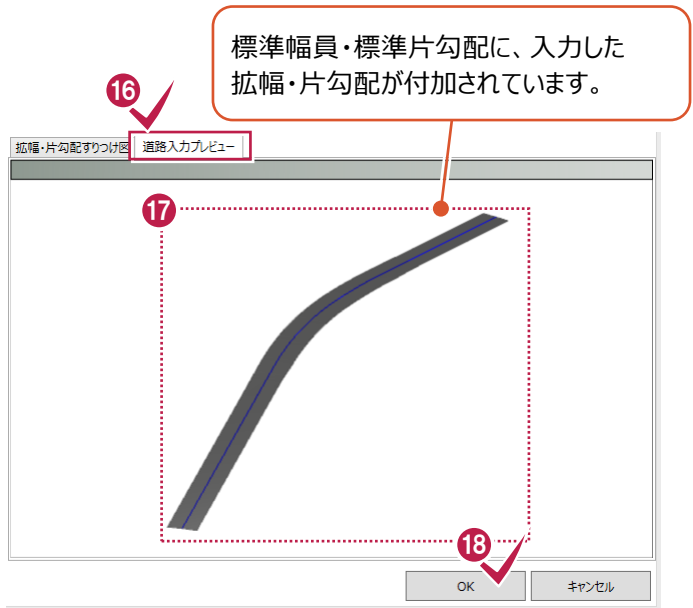 標準幅員・標準片勾配に、入力した
拡幅・片勾配が付加されています。
16
拡幅・片勾配すりつけ図 道路入力プレビュー
17
18
OK キャンセル